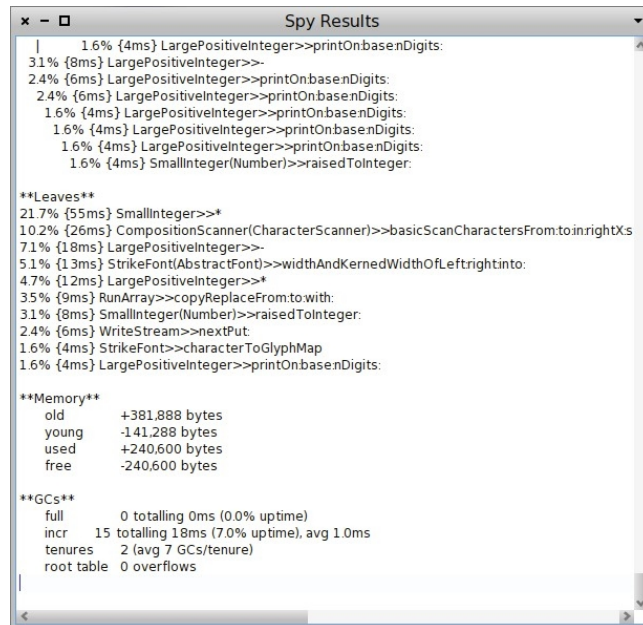 Spy Results
| 1.6% {4ms} LargePositiveInteger>>printOn:base:nDigits:
3.1% {8ms} LargePositiveInteger>>-
2.4% {6ms} LargePositiveInteger>>printOn:base:nDigits:
2.4% {6ms} LargePositiveInteger>>printOn:base:nDigits:
1.6% {4ms} LargePositiveInteger>>printOn:base:nDigits:
1.6% {4ms} LargePositiveInteger>>printOn:base:nDigits:
1.6% {4ms} LargePositiveInteger>>printOn:base:nDigits:
1.6% {4ms} SmallInteger(Number)>>raisedToInteger:
**Leaves**
21.7% {55ms} SmallInteger>>*
10.2% {26ms} CompositionScanner(CharacterScanner)>>basicScanCharactersFrom:to:in:rightX:s
7.1% {18ms} LargePositiveInteger>>-
5.1% {13ms} StrikeFont(AbstractFont)>>widthAndKernedWidthOfLeft:right:into:
4.7% {12ms} LargePositiveInteger>>*
3.5% {9ms} RunArray>>copyReplaceFrom:to:with:
3.1% {8ms} SmallInteger(Number)>>raisedToInteger:
2.4% {6ms} WriteStream>>nextPut:
1.6% {4ms} StrikeFont>>characterToGlyphMap
1.6% {4ms} LargePositiveInteger>>printOn:base:nDigits:
**Memory**
old +381,888 bytes
young -141,288 bytes
used +240,600 bytes
free -240,600 bytes
**GCs**
full 0 totalling 0ms (0.0% uptime)
incr 15 totalling 18ms (7.0% uptime), avg 1.0ms
tenures 2 (avg 7 GCs/tenure)
root table 0 overflows